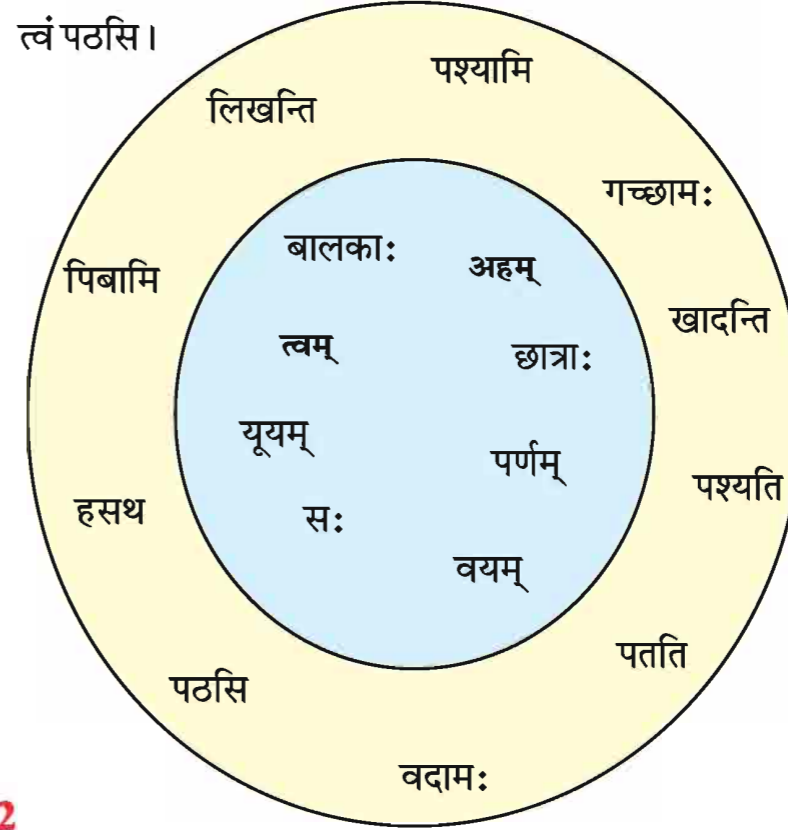 त्वं पठसि।
पश्यामि
लिखन्ति
गच्छामः
बालकाः
अहम्
पिबामि
खादन्ति
त्वम्
छात्राः
यूयम्
पर्णम्
पश्यति
हसथ
सः
वयम्
पतति
पठसि
वदामः
2